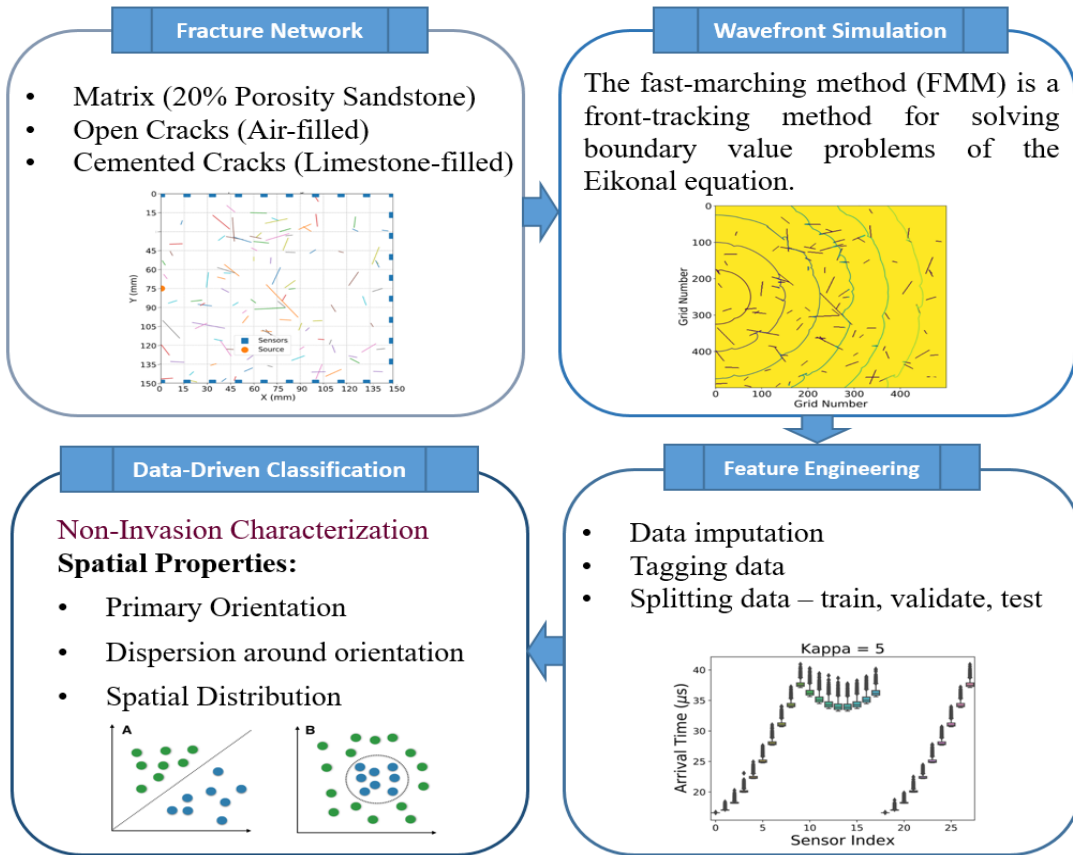 Fracture Network
• Matrix (20% Porosity Sandstone)
• Open Cracks (Air-filled)
• Cemented Cracks (Limestone-filled)
0
15
30
45
60
75
90
105
120
135
150
Y (mm)
Sensors
Source
0 15 30 45 60 75 90 105 120 135 150
X (mm)
Wavefront Simulation
The fast-marching method (FMM) is a
front-tracking method for solving
boundary value problems of the
Eikonal equation.
0
100
200
300
400
Grid Number
0 100 200 300 400
Grid Number
Feature Engineering
• Data imputation
• Tagging data
• Splitting data – train, validate, test
Kappa = 5
40
35
30
25
20
Arrival Time (μs)
0 5 10 15 20 25
Sensor Index
Data-Driven Classification
Non-Invasion Characterization
Spatial Properties:
• Primary Orientation
• Dispersion around orientation
• Spatial Distribution
A
B